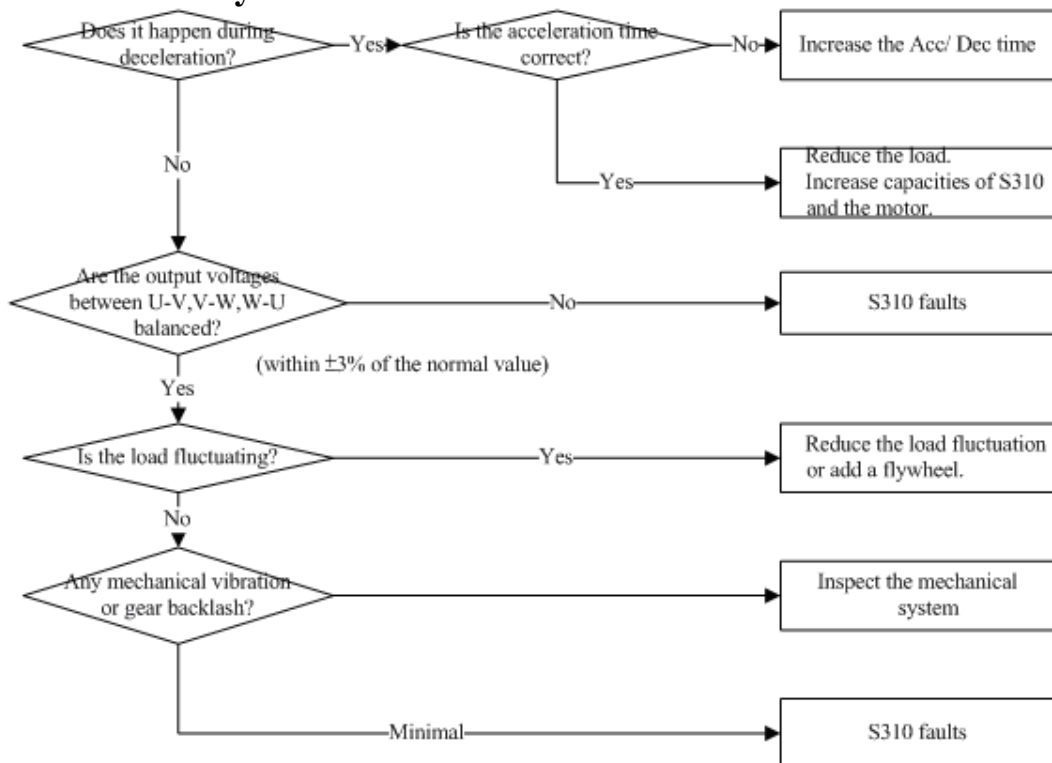 Does it happen during
deceleration?
Yes
Is the acceleration time
correct?
No
Increase the Acc/ Dec time
No
Yes
Reduce the load.
Increase capacities of S310
and the motor.
Are the output voltages
between U-V,V-W,W-U
balanced?
No
S310 faults
(within ±3% of the normal value)
Yes
Is the load fluctuating?
Yes
Reduce the load fluctuation
or add a flywheel.
No
Any mechanical vibration
or gear backlash?
Inspect the mechanical
system
Minimal
S310 faults